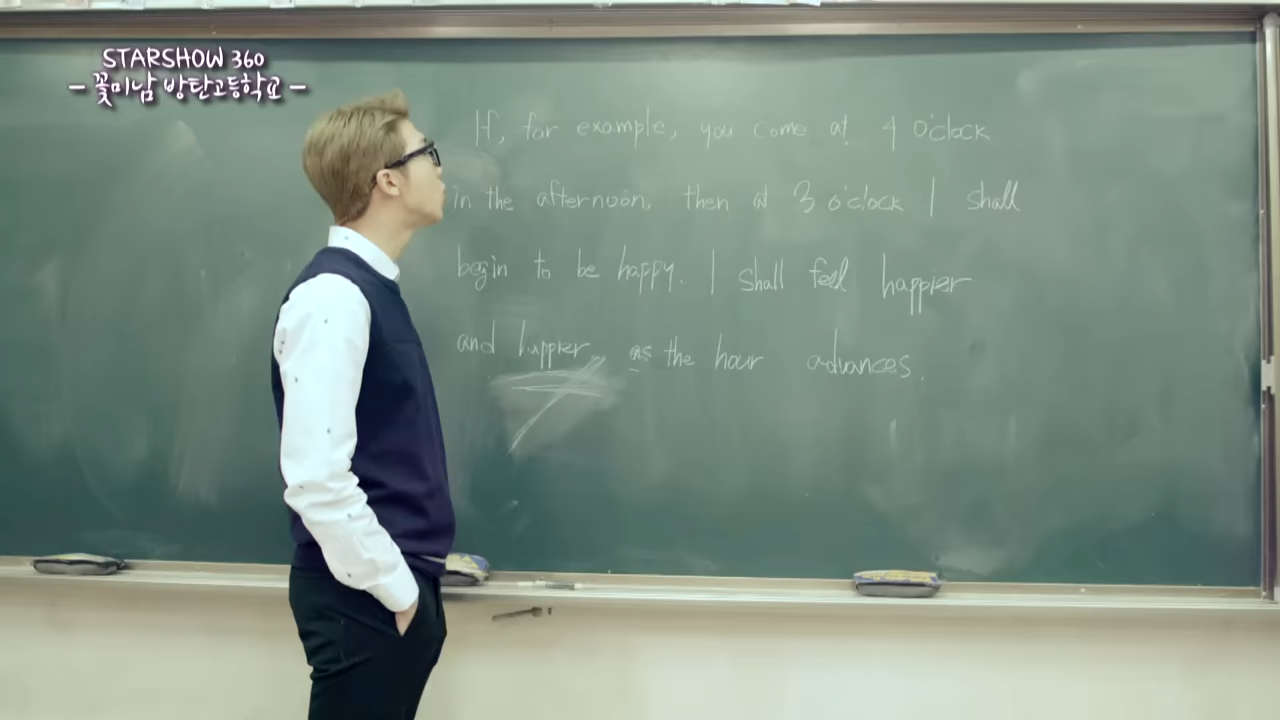 STARSHOW 360
- 꽃미남 방탄고등학교 -
If, for example, you come at 4 o'clock
in the afternoon, then at 3 o'clock I shall
begin to be happy. I shall feel happier
and happier as the hour advances.